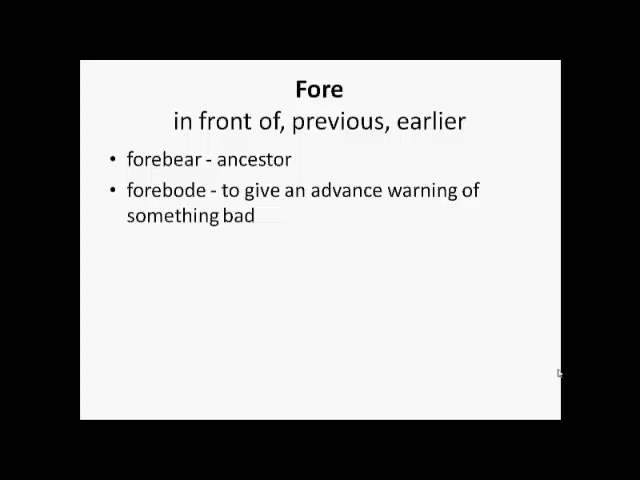 Fore
in front of, previous, earlier
• forebear - ancestor
• forebode - to give an advance warning of
something bad